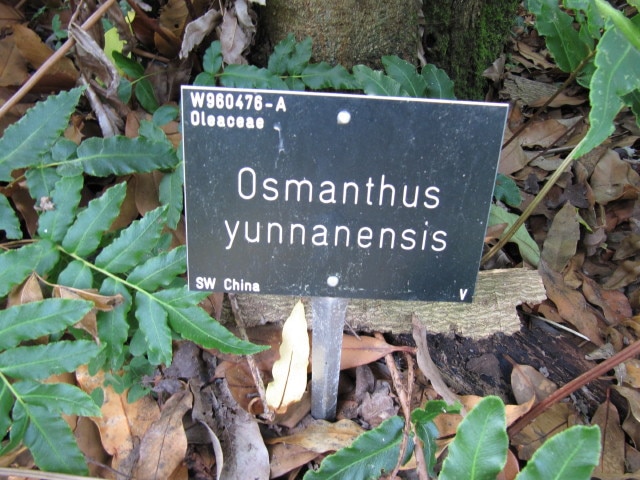 W960476-A
Oleaceae
Osmanthus
yunnanensis
SW China V